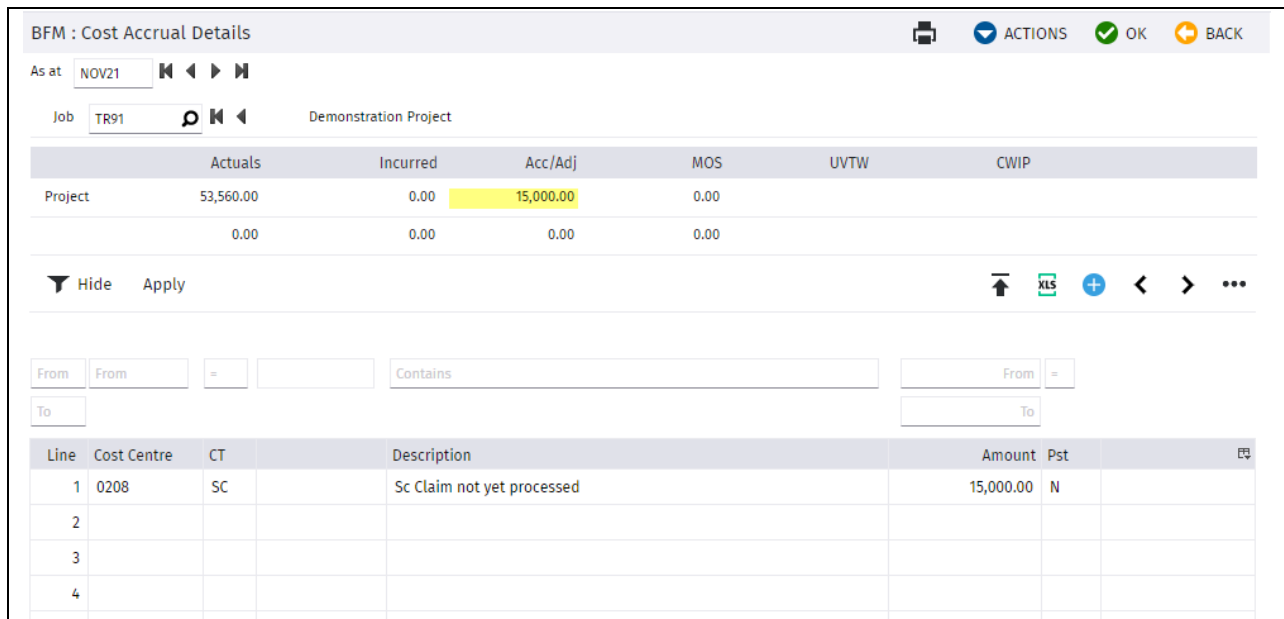 BFM : Cost Accrual Details ACTIONS OK BACK
As at NOV21
Job TR91 Demonstration Project
Actuals Incurred Acc/Adj MOS UVTW CWIP
Project 53,560.00 0.00 15,000.00 0.00
0.00 0.00 0.00 0.00
Hide Apply XLS
From From = Contains From =
To To
Line Cost Centre CT Description Amount Pst
1 0208 SC Sc Claim not yet processed 15,000.00 N
2
3
4